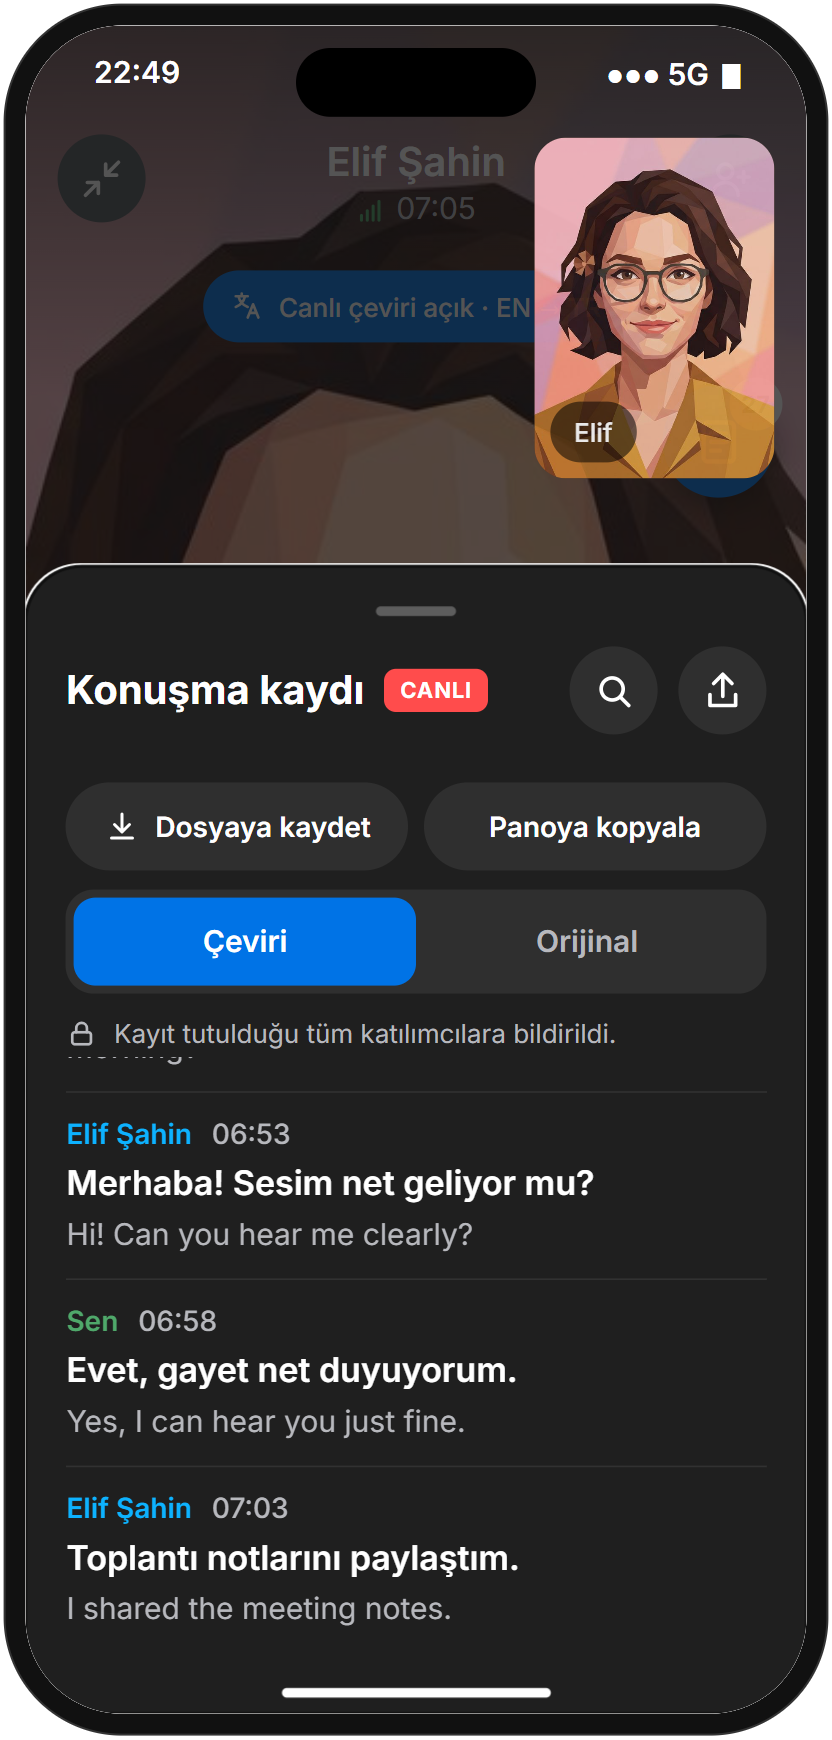 22:49
5G
Elif Şahin
07:05
Canlı çeviri açık · EN
Elif
Konuşma kaydı
CANLI
Dosyaya kaydet
Panoya kopyala
Çeviri
Orijinal
Kayıt tutulduğu tüm katılımcılara bildirildi.
Elif Şahin 06:53
Merhaba! Sesim net geliyor mu?
Hi! Can you hear me clearly?
Sen 06:58
Evet, gayet net duyuyorum.
Yes, I can hear you just fine.
Elif Şahin 07:03
Toplantı notlarını paylaştım.
I shared the meeting notes.